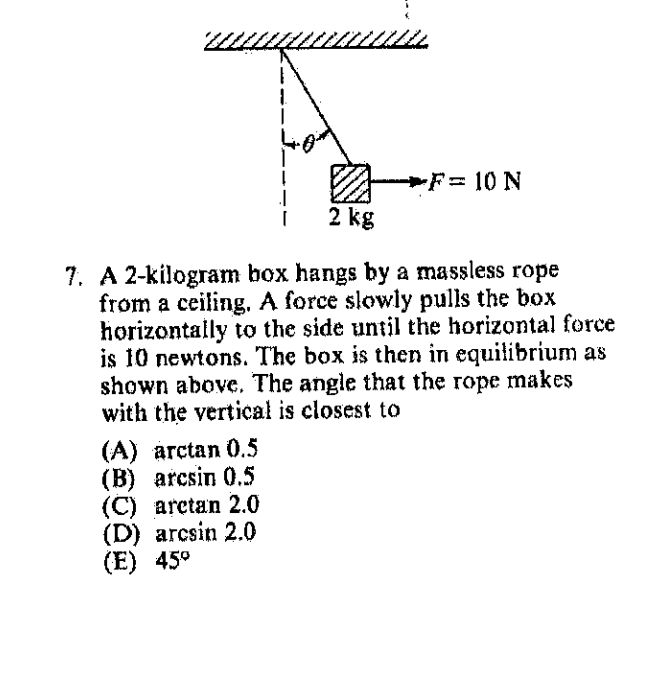 θ
F = 10 N
2 kg
7. A 2-kilogram box hangs by a massless rope
from a ceiling. A force slowly pulls the box
horizontally to the side until the horizontal force
is 10 newtons. The box is then in equilibrium as
shown above. The angle that the rope makes
with the vertical is closest to
(A) arctan 0.5
(B) arcsin 0.5
(C) arctan 2.0
(D) arcsin 2.0
(E) 45°